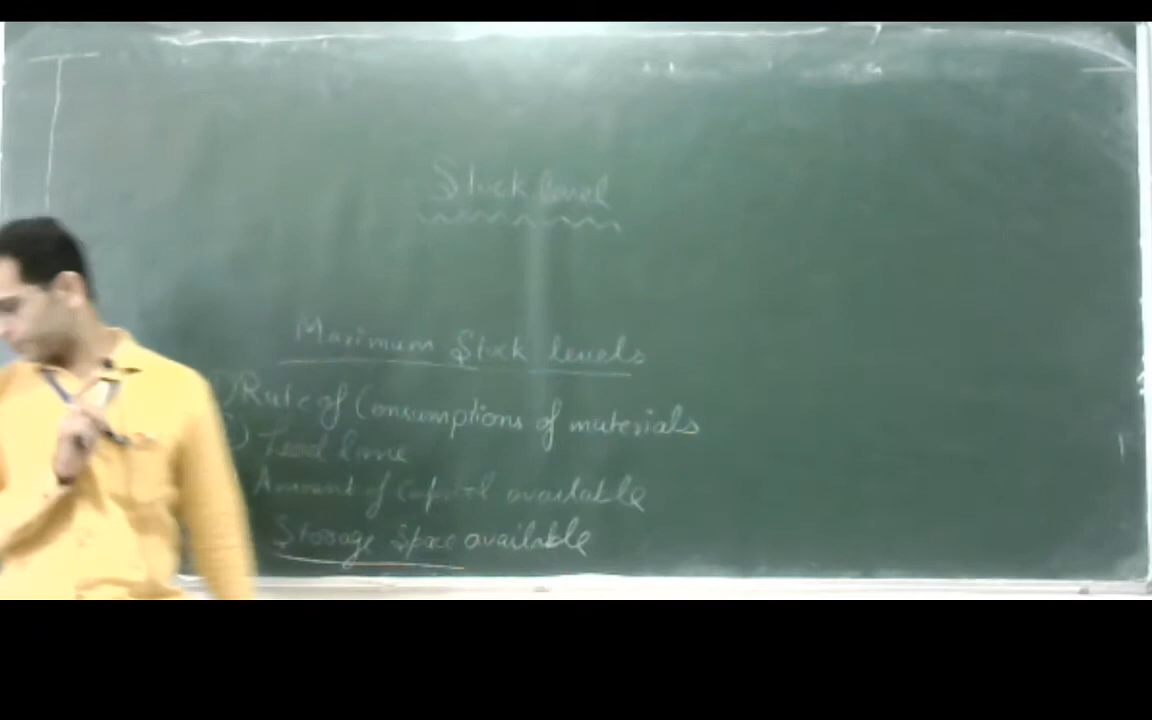 Stock level
Maximum Stock levels
1) Rate of Consumptions of materials
) Lead time
Amount of Capital available
Storage Space available